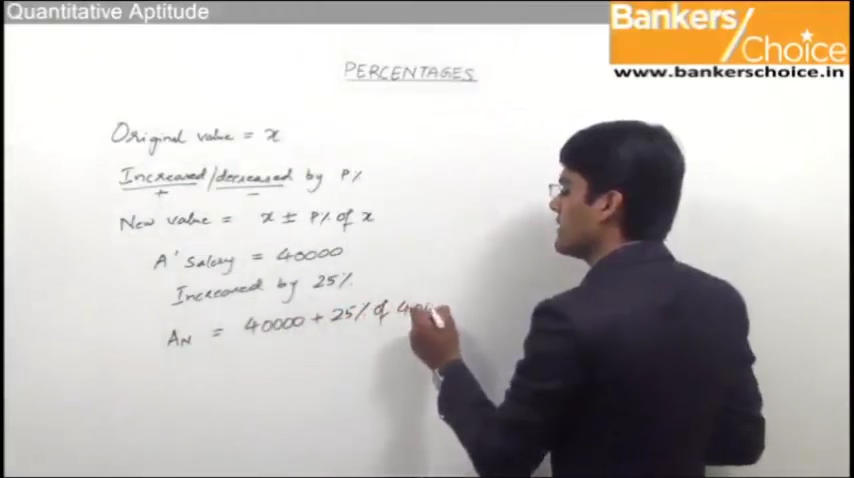 Quantitative Aptitude
Bankers
Choice
www.bankerschoice.in
PERCENTAGES
Original value = x
Increased/decreased by P%
+ −
New value = x ± P% of x
A' Salary = 40000
Increased by 25%
AN = 40000 + 25% of 400